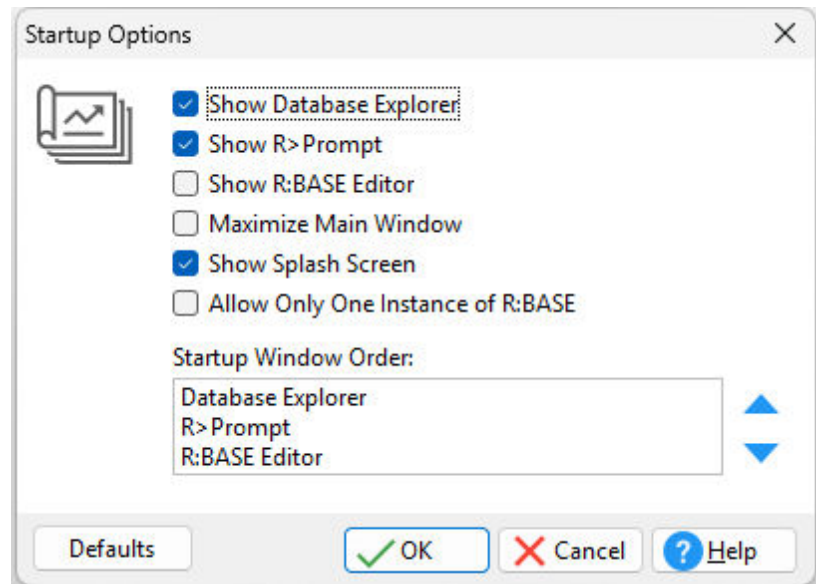 Startup Options
Show Database Explorer
Show R>Prompt
Show R:BASE Editor
Maximize Main Window
Show Splash Screen
Allow Only One Instance of R:BASE
Startup Window Order:
Database Explorer
R>Prompt
R:BASE Editor
Defaults OK Cancel Help